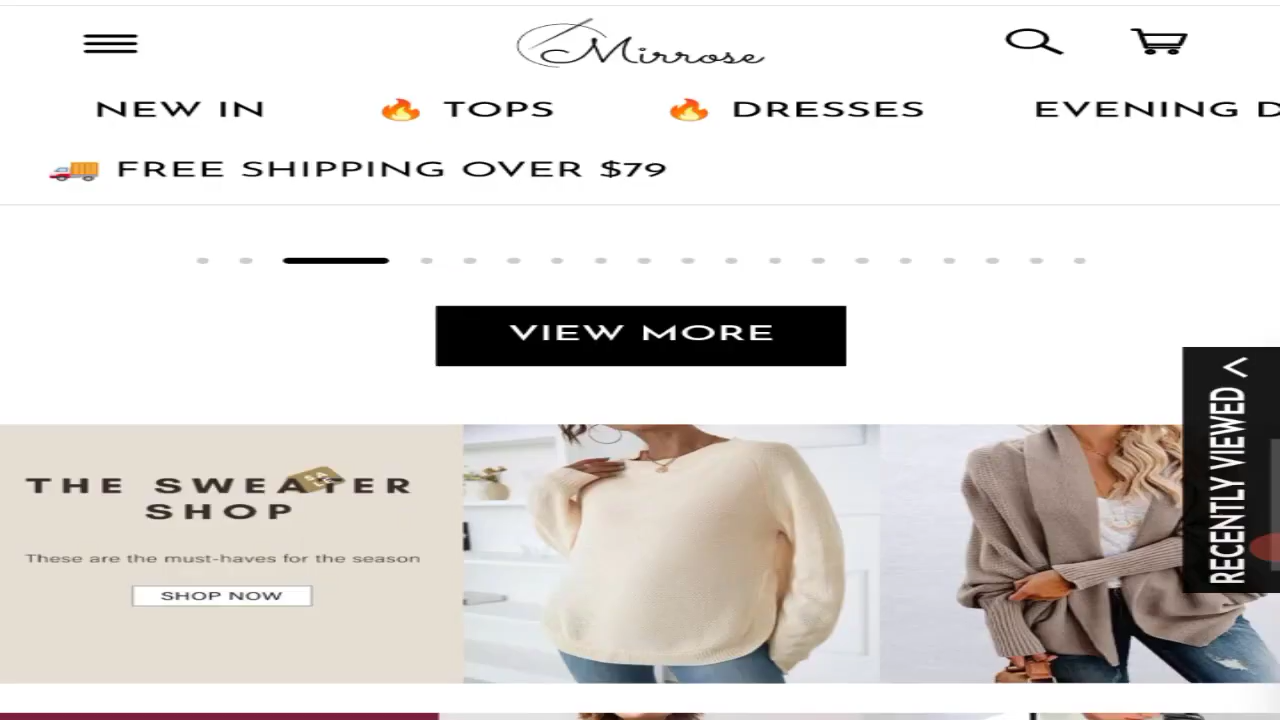 Mirrose
NEW IN 🔥 TOPS 🔥 DRESSES EVENING D
🚚 FREE SHIPPING OVER $79
VIEW MORE
RECENTLY VIEWED
THE SWEATER
SHOP
These are the must-haves for the season
SHOP NOW